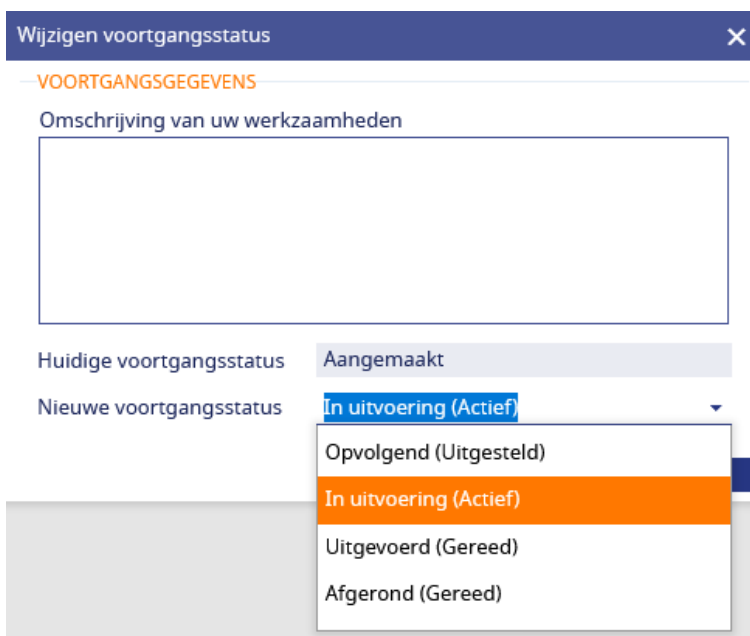 Wijzigen voortgangsstatus
VOORTGANGSGEGEVENS
Omschrijving van uw werkzaamheden
Huidige voortgangsstatus Aangemaakt
Nieuwe voortgangsstatus In uitvoering (Actief)
Opvolgend (Uitgesteld)
In uitvoering (Actief)
Uitgevoerd (Gereed)
Afgerond (Gereed)